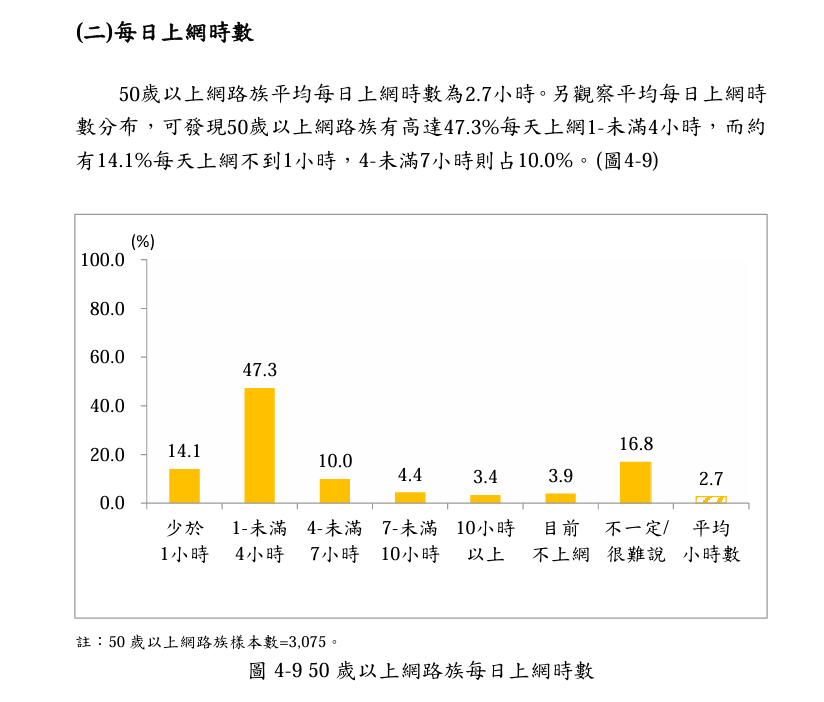 (二)每日上網時數
50歲以上網路族平均每日上網時數為2.7小時。另觀察平均每日上網時
數分布，可發現50歲以上網路族有高達47.3%每天上網1-未滿4小時，而約
有14.1%每天上網不到1小時，4-未滿7小時則占10.0%。(圖4-9)
(%)
100.0
80.0
60.0
40.0
20.0
0.0
14.1
47.3
10.0
4.4
3.4
3.9
16.8
2.7
少於
1小時
1-未滿
4小時
4-未滿
7小時
7-未滿
10小時
10小時
以上
目前
不上網
不一定/
很難說
平均
小時數
註：50 歲以上網路族樣本數=3,075。
圖 4-9 50 歲以上網路族每日上網時數